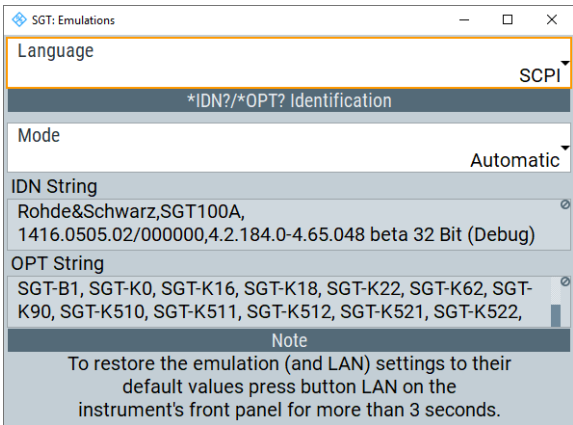 SGT: Emulations
Language
SCPI
*IDN?/*OPT? Identification
Mode
Automatic
IDN String
Rohde&Schwarz,SGT100A,
1416.0505.02/000000,4.2.184.0-4.65.048 beta 32 Bit (Debug)
OPT String
SGT-B1, SGT-K0, SGT-K16, SGT-K18, SGT-K22, SGT-K62, SGT-
K90, SGT-K510, SGT-K511, SGT-K512, SGT-K521, SGT-K522,
Note
To restore the emulation (and LAN) settings to their
default values press button LAN on the
instrument's front panel for more than 3 seconds.